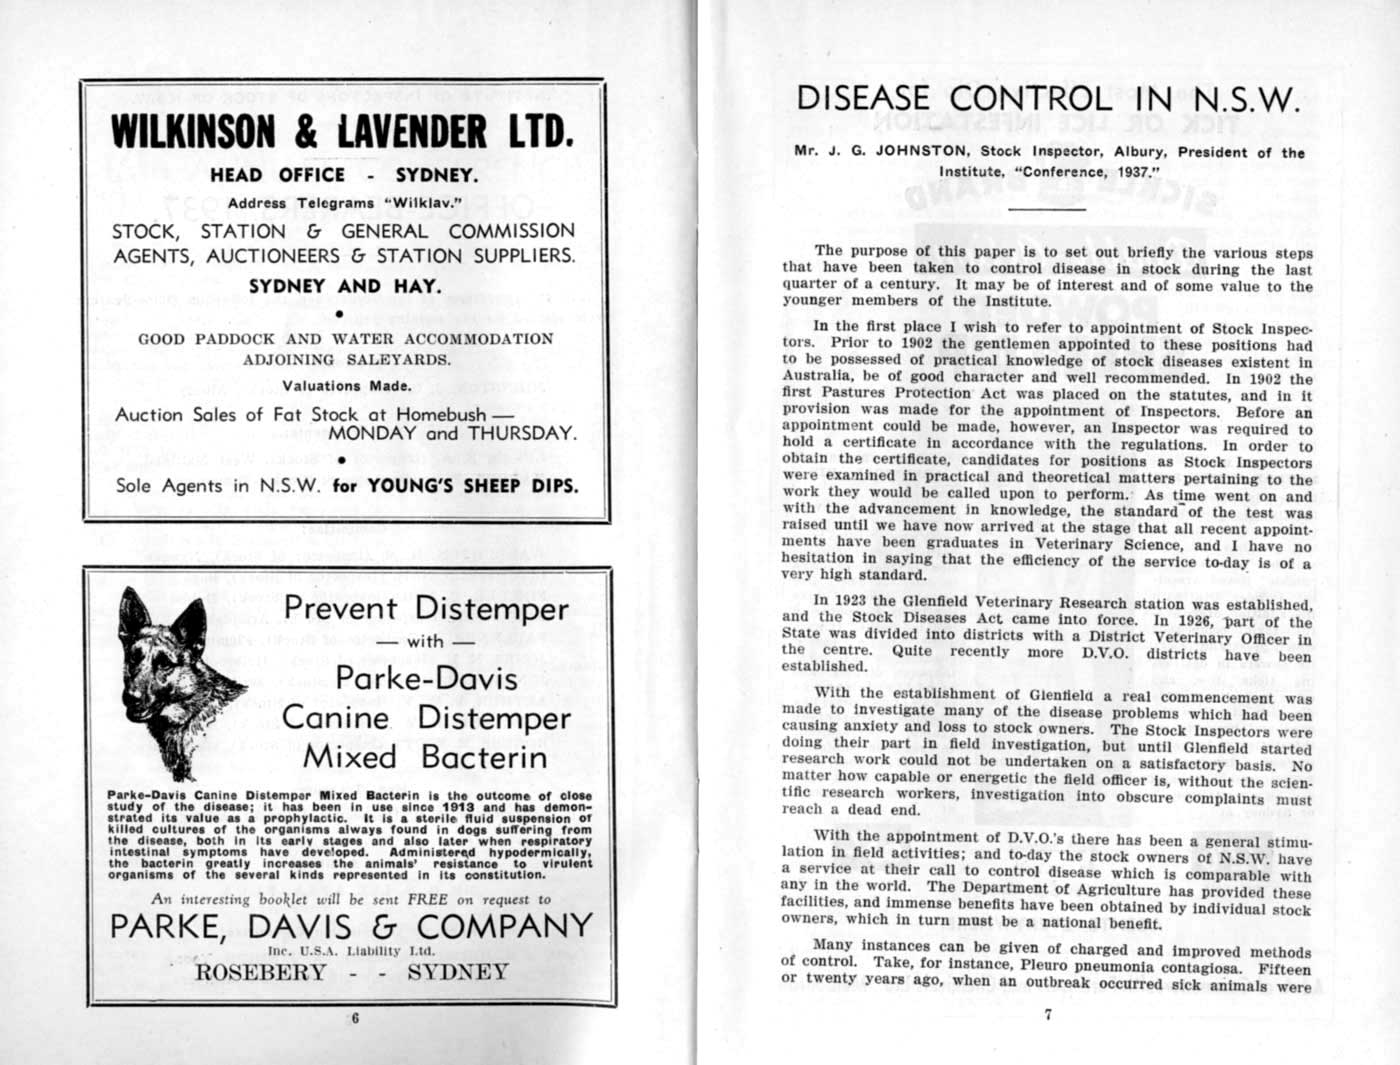 WILKINSON & LAVENDER LTD.
HEAD OFFICE - SYDNEY.
Address Telegrams "Wilklav."
STOCK, STATION & GENERAL COMMISSION
AGENTS, AUCTIONEERS & STATION SUPPLIERS.
SYDNEY AND HAY.
●
GOOD PADDOCK AND WATER ACCOMMODATION
ADJOINING SALEYARDS.
Valuations Made.
Auction Sales of Fat Stock at Homebush —
MONDAY and THURSDAY.
●
Sole Agents in N.S.W. for YOUNG'S SHEEP DIPS.
Prevent Distemper
— with —
Parke-Davis
Canine Distemper
Mixed Bacterin
Parke-Davis Canine Distemper Mixed Bacterin is the outcome of close
study of the disease; it has been in use since 1913 and has demon-
strated its value as a prophylactic. It is a sterile fluid suspension of
killed cultures of the organisms always found in dogs suffering from
the disease, both in its early stages and also later when respiratory
intestinal symptoms have developed. Administered hypodermically,
the bacterin greatly increases the animals' resistance to virulent
organisms of the several kinds represented in its constitution.
An interesting booklet will be sent FREE on request to
PARKE, DAVIS & COMPANY
Inc. U.S.A. Liability Ltd.
ROSEBERY - - SYDNEY
6
DISEASE CONTROL IN N.S.W.
Mr. J. G. JOHNSTON, Stock Inspector, Albury, President of the
Institute, "Conference, 1937."
The purpose of this paper is to set out briefly the various steps
that have been taken to control disease in stock during the last
quarter of a century. It may be of interest and of some value to the
younger members of the Institute.
In the first place I wish to refer to appointment of Stock Inspec-
tors. Prior to 1902 the gentlemen appointed to these positions had
to be possessed of practical knowledge of stock diseases existent in
Australia, be of good character and well recommended. In 1902 the
first Pastures Protection Act was placed on the statutes, and in it
provision was made for the appointment of Inspectors. Before an
appointment could be made, however, an Inspector was required to
hold a certificate in accordance with the regulations. In order to
obtain the certificate, candidates for positions as Stock Inspectors
were examined in practical and theoretical matters pertaining to the
work they would be called upon to perform. As time went on and
with the advancement in knowledge, the standard of the test was
raised until we have now arrived at the stage that all recent appoint-
ments have been graduates in Veterinary Science, and I have no
hesitation in saying that the efficiency of the service to-day is of a
very high standard.
In 1923 the Glenfield Veterinary Research station was established,
and the Stock Diseases Act came into force. In 1926, part of the
State was divided into districts with a District Veterinary Officer in
the centre. Quite recently more D.V.O. districts have been
established.
With the establishment of Glenfield a real commencement was
made to investigate many of the disease problems which had been
causing anxiety and loss to stock owners. The Stock Inspectors were
doing their part in field investigation, but until Glenfield started
research work could not be undertaken on a satisfactory basis. No
matter how capable or energetic the field officer is, without the scien-
tific research workers, investigation into obscure complaints must
reach a dead end.
With the appointment of D.V.O.'s there has been a general stimu-
lation in field activities; and to-day the stock owners of N.S.W. have
a service at their call to control disease which is comparable with
any in the world. The Department of Agriculture has provided these
facilities, and immense benefits have been obtained by individual stock
owners, which in turn must be a national benefit.
Many instances can be given of charged and improved methods
of control. Take, for instance, Pleuro pneumonia contagiosa. Fifteen
or twenty years ago, when an outbreak occurred sick animals were
7